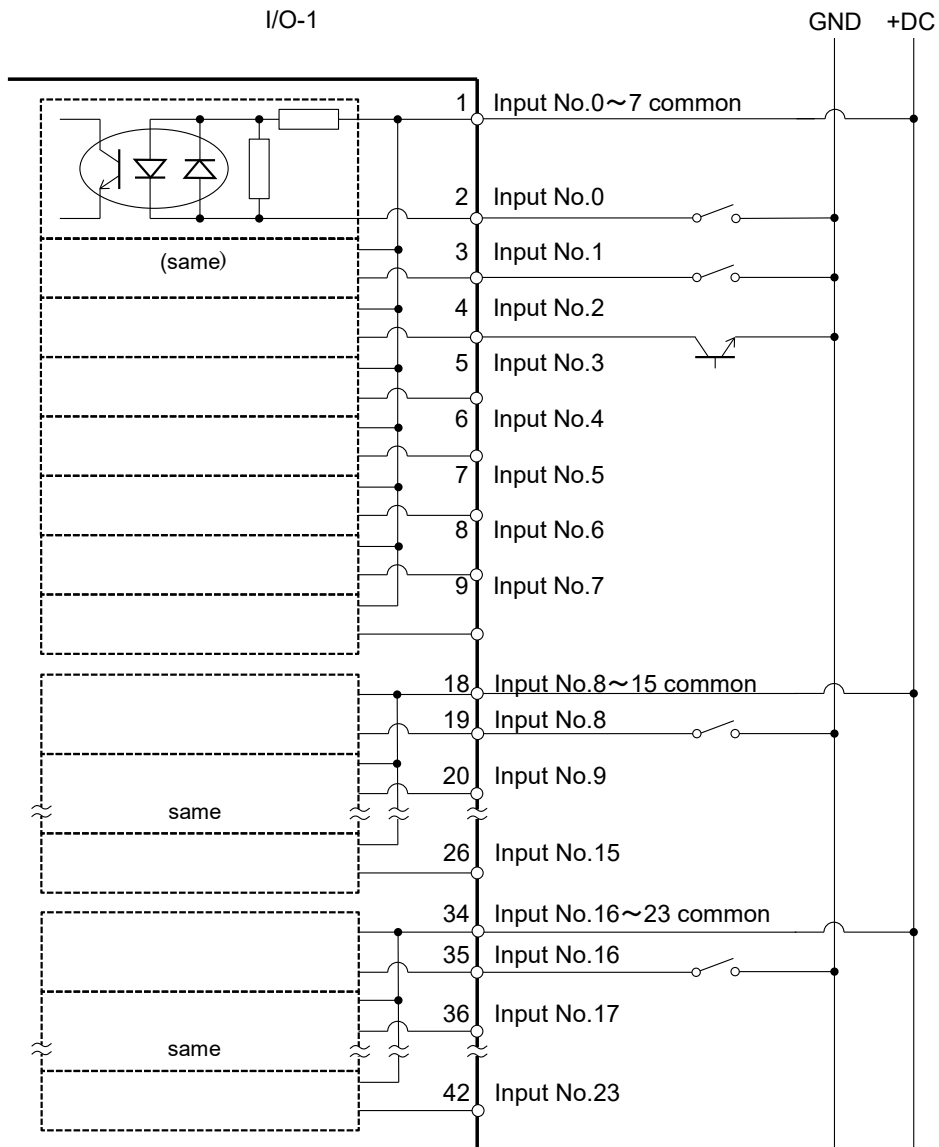 I/O-1 GND +DC
1 Input No.0～7 common
2 Input No.0
(same)
3 Input No.1
4 Input No.2
5 Input No.3
6 Input No.4
7 Input No.5
8 Input No.6
9 Input No.7
18 Input No.8～15 common
19 Input No.8
20 Input No.9
same
26 Input No.15
34 Input No.16～23 common
35 Input No.16
36 Input No.17
same
42 Input No.23